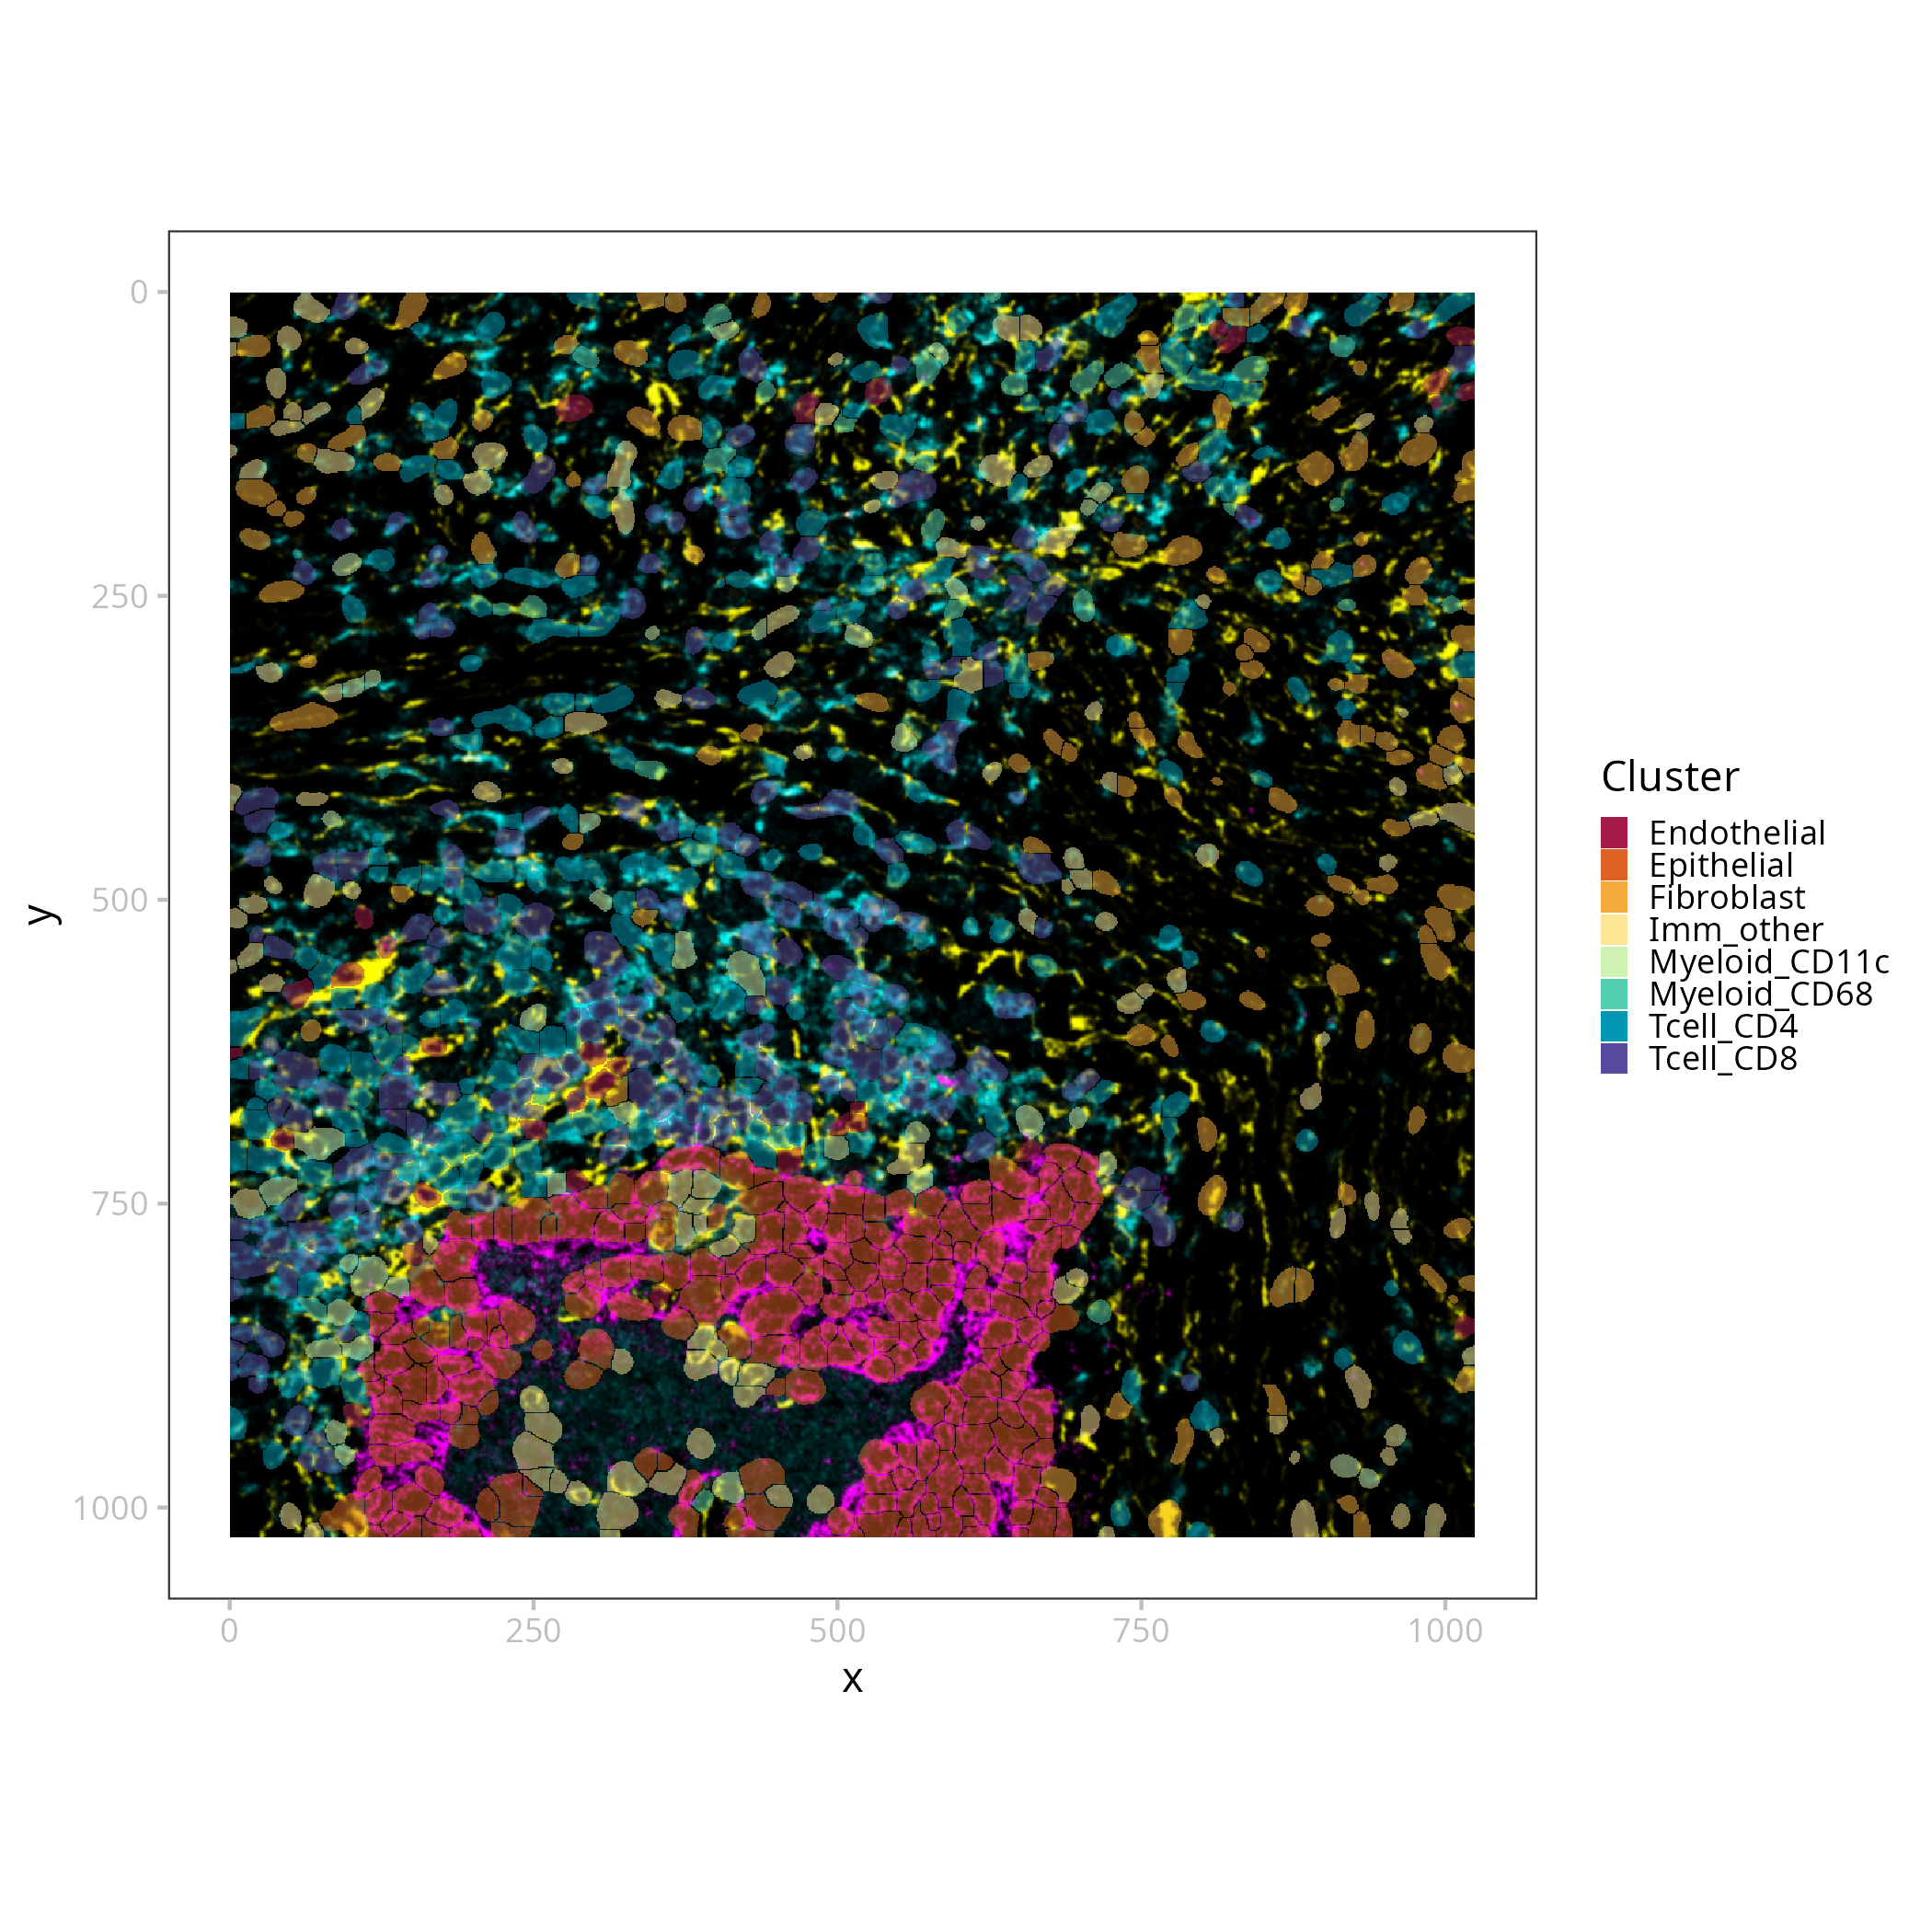 0
250
500
750
1000
y
0
250
500
750
1000
x
Cluster
Endothelial
Epithelial
Fibroblast
Imm_other
Myeloid_CD11c
Myeloid_CD68
Tcell_CD4
Tcell_CD8